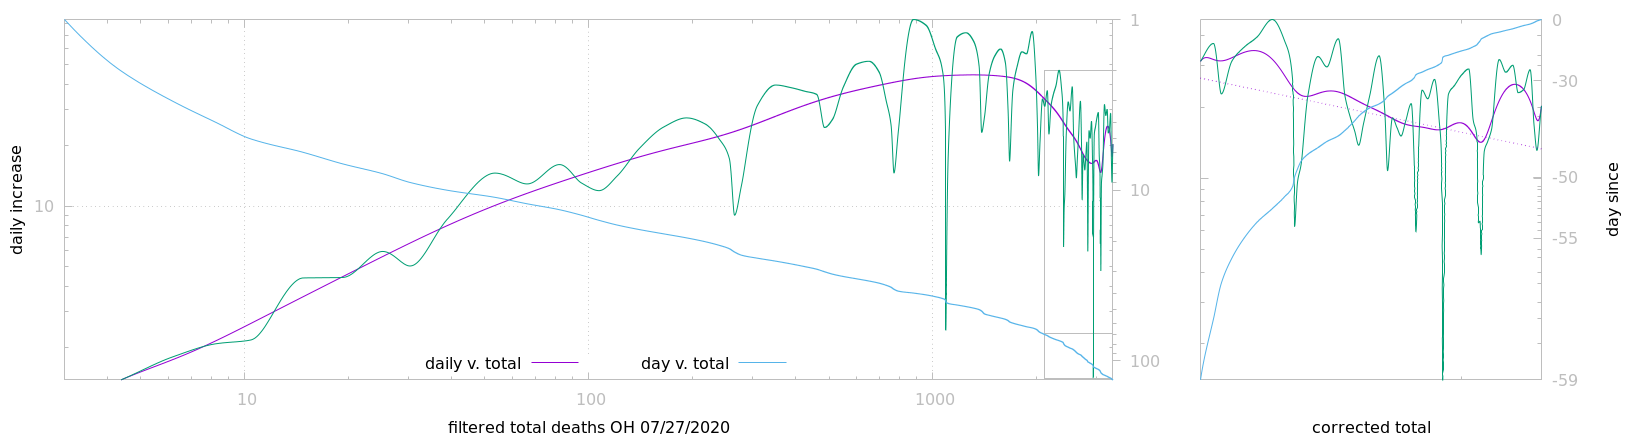 daily increase
10
daily v. total
day v. total
10
100
1000
1
10
100
filtered total deaths OH 07/27/2020
0
-30
-50
-55
-59
day since
corrected total